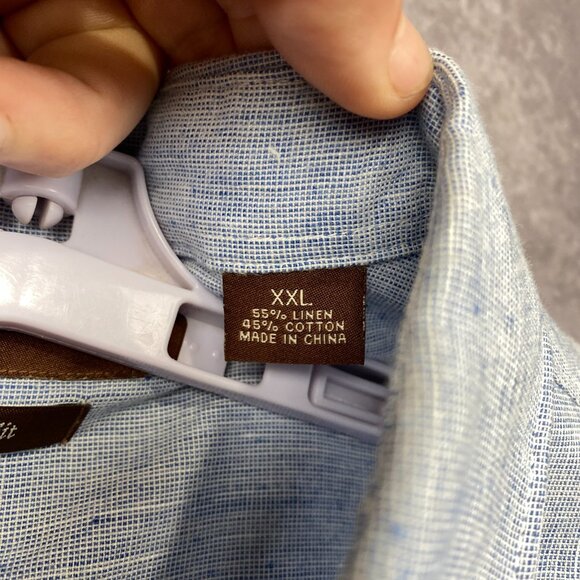 XXL
55% LINEN
45% COTTON
MADE IN CHINA